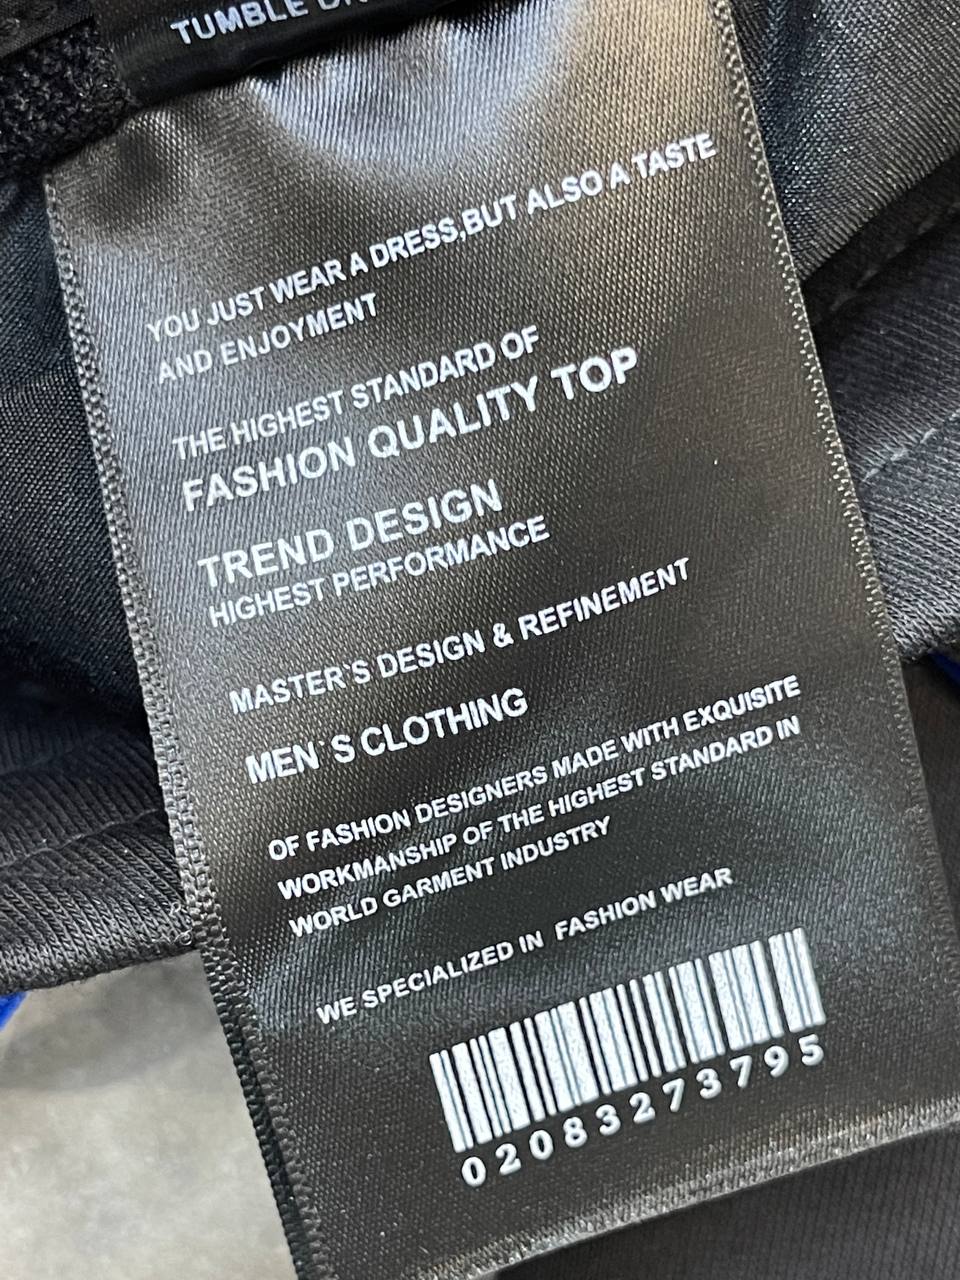 TUMBLE
YOU JUST WEAR A DRESS,BUT ALSO A TASTE
AND ENJOYMENT
THE HIGHEST STANDARD OF
FASHION QUALITY TOP
TREND DESIGN
HIGHEST PERFORMANCE
MASTER`S DESIGN & REFINEMENT
MEN`S CLOTHING
OF FASHION DESIGNERS MADE WITH EXQUISITE
WORKMANSHIP OF THE HIGHEST STANDARD IN
WORLD GARMENT INDUSTRY
WE SPECIALIZED IN FASHION WEAR
02083273795